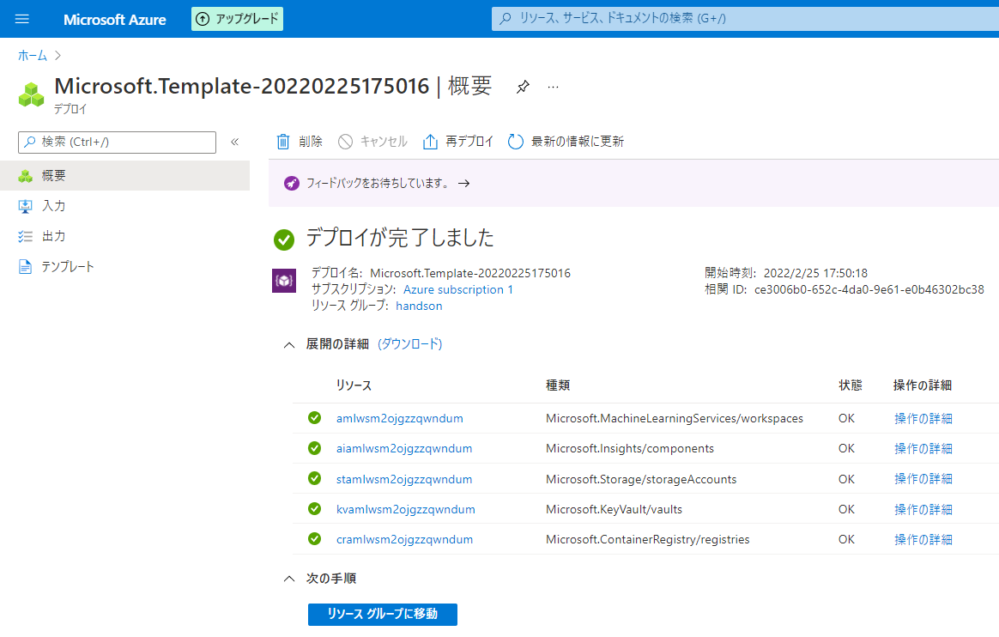 Microsoft Azure アップグレード リソース、サービス、ドキュメントの検索 (G+/)
ホーム
Microsoft.Template-20220225175016 | 概要 ...
デプロイ
検索 (Ctrl+/) «
概要
入力
出力
テンプレート
削除 キャンセル 再デプロイ 最新の情報に更新
フィードバックをお待ちしています。 →
デプロイが完了しました
デプロイ名: Microsoft.Template-20220225175016
サブスクリプション: Azure subscription 1
リソース グループ: handson
開始時刻: 2022/2/25 17:50:18
相関 ID: ce3006b0-652c-4da0-9e61-e0b46302bc38
展開の詳細 (ダウンロード)
リソース 種類 状態 操作の詳細
amlwsm2ojgzzqwndum Microsoft.MachineLearningServices/workspaces OK 操作の詳細
aiamlwsm2ojgzzqwndum Microsoft.Insights/components OK 操作の詳細
stamlwsm2ojgzzqwndum Microsoft.Storage/storageAccounts OK 操作の詳細
kvamlwsm2ojgzzqwndum Microsoft.KeyVault/vaults OK 操作の詳細
cramlwsm2ojgzzqwndum Microsoft.ContainerRegistry/registries OK 操作の詳細
次の手順
リソース グループに移動